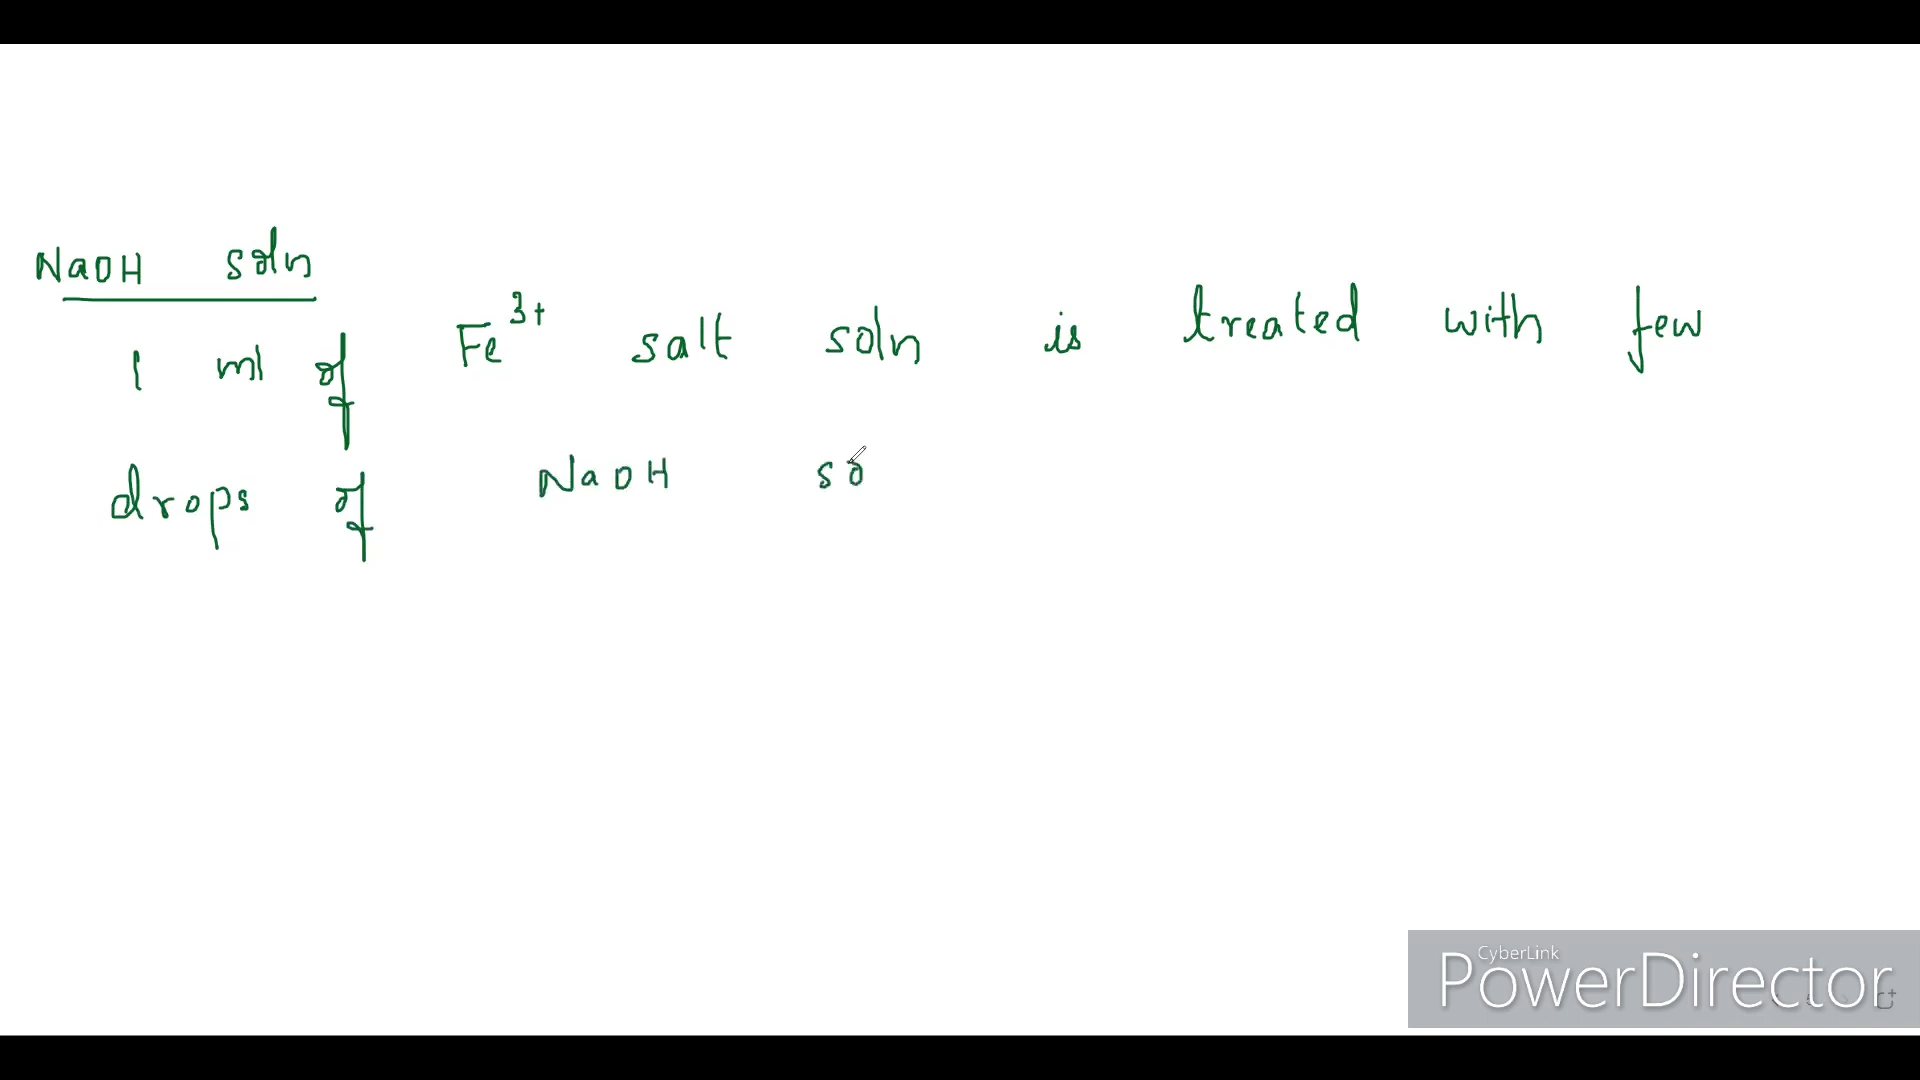 NaOH soln
1 ml of Fe³⁺ salt soln is treated with few
drops of NaOH so
CyberLink
PowerDirector